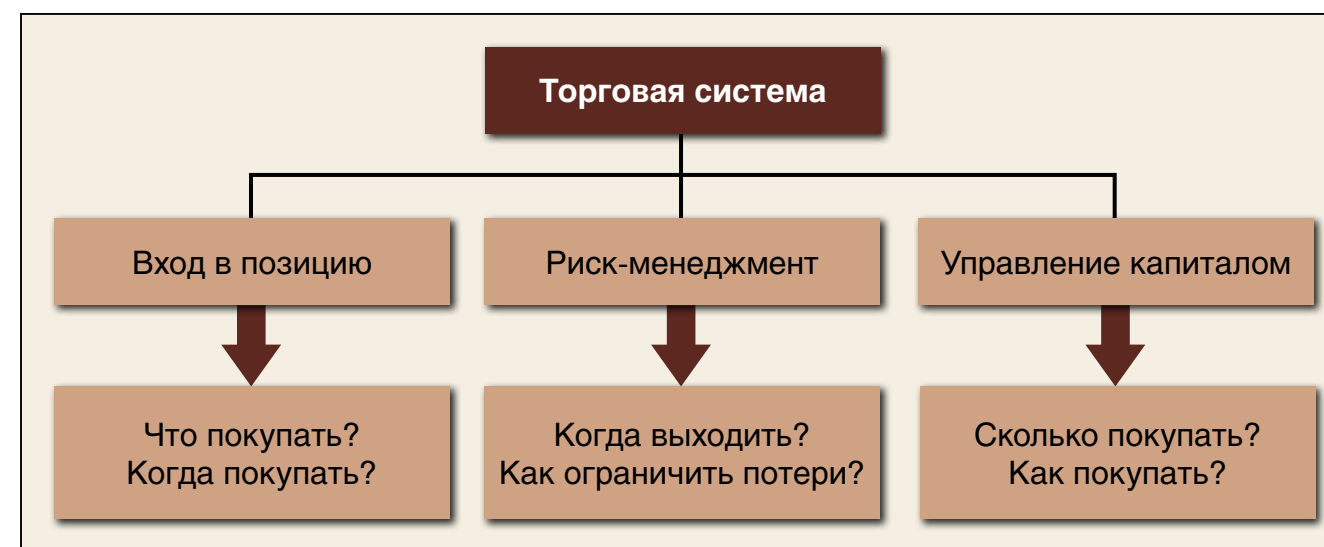 Торговая система
Вход в позицию
Риск-менеджмент
Управление капиталом
Что покупать?
Когда покупать?
Когда выходить?
Как ограничить потери?
Сколько покупать?
Как покупать?